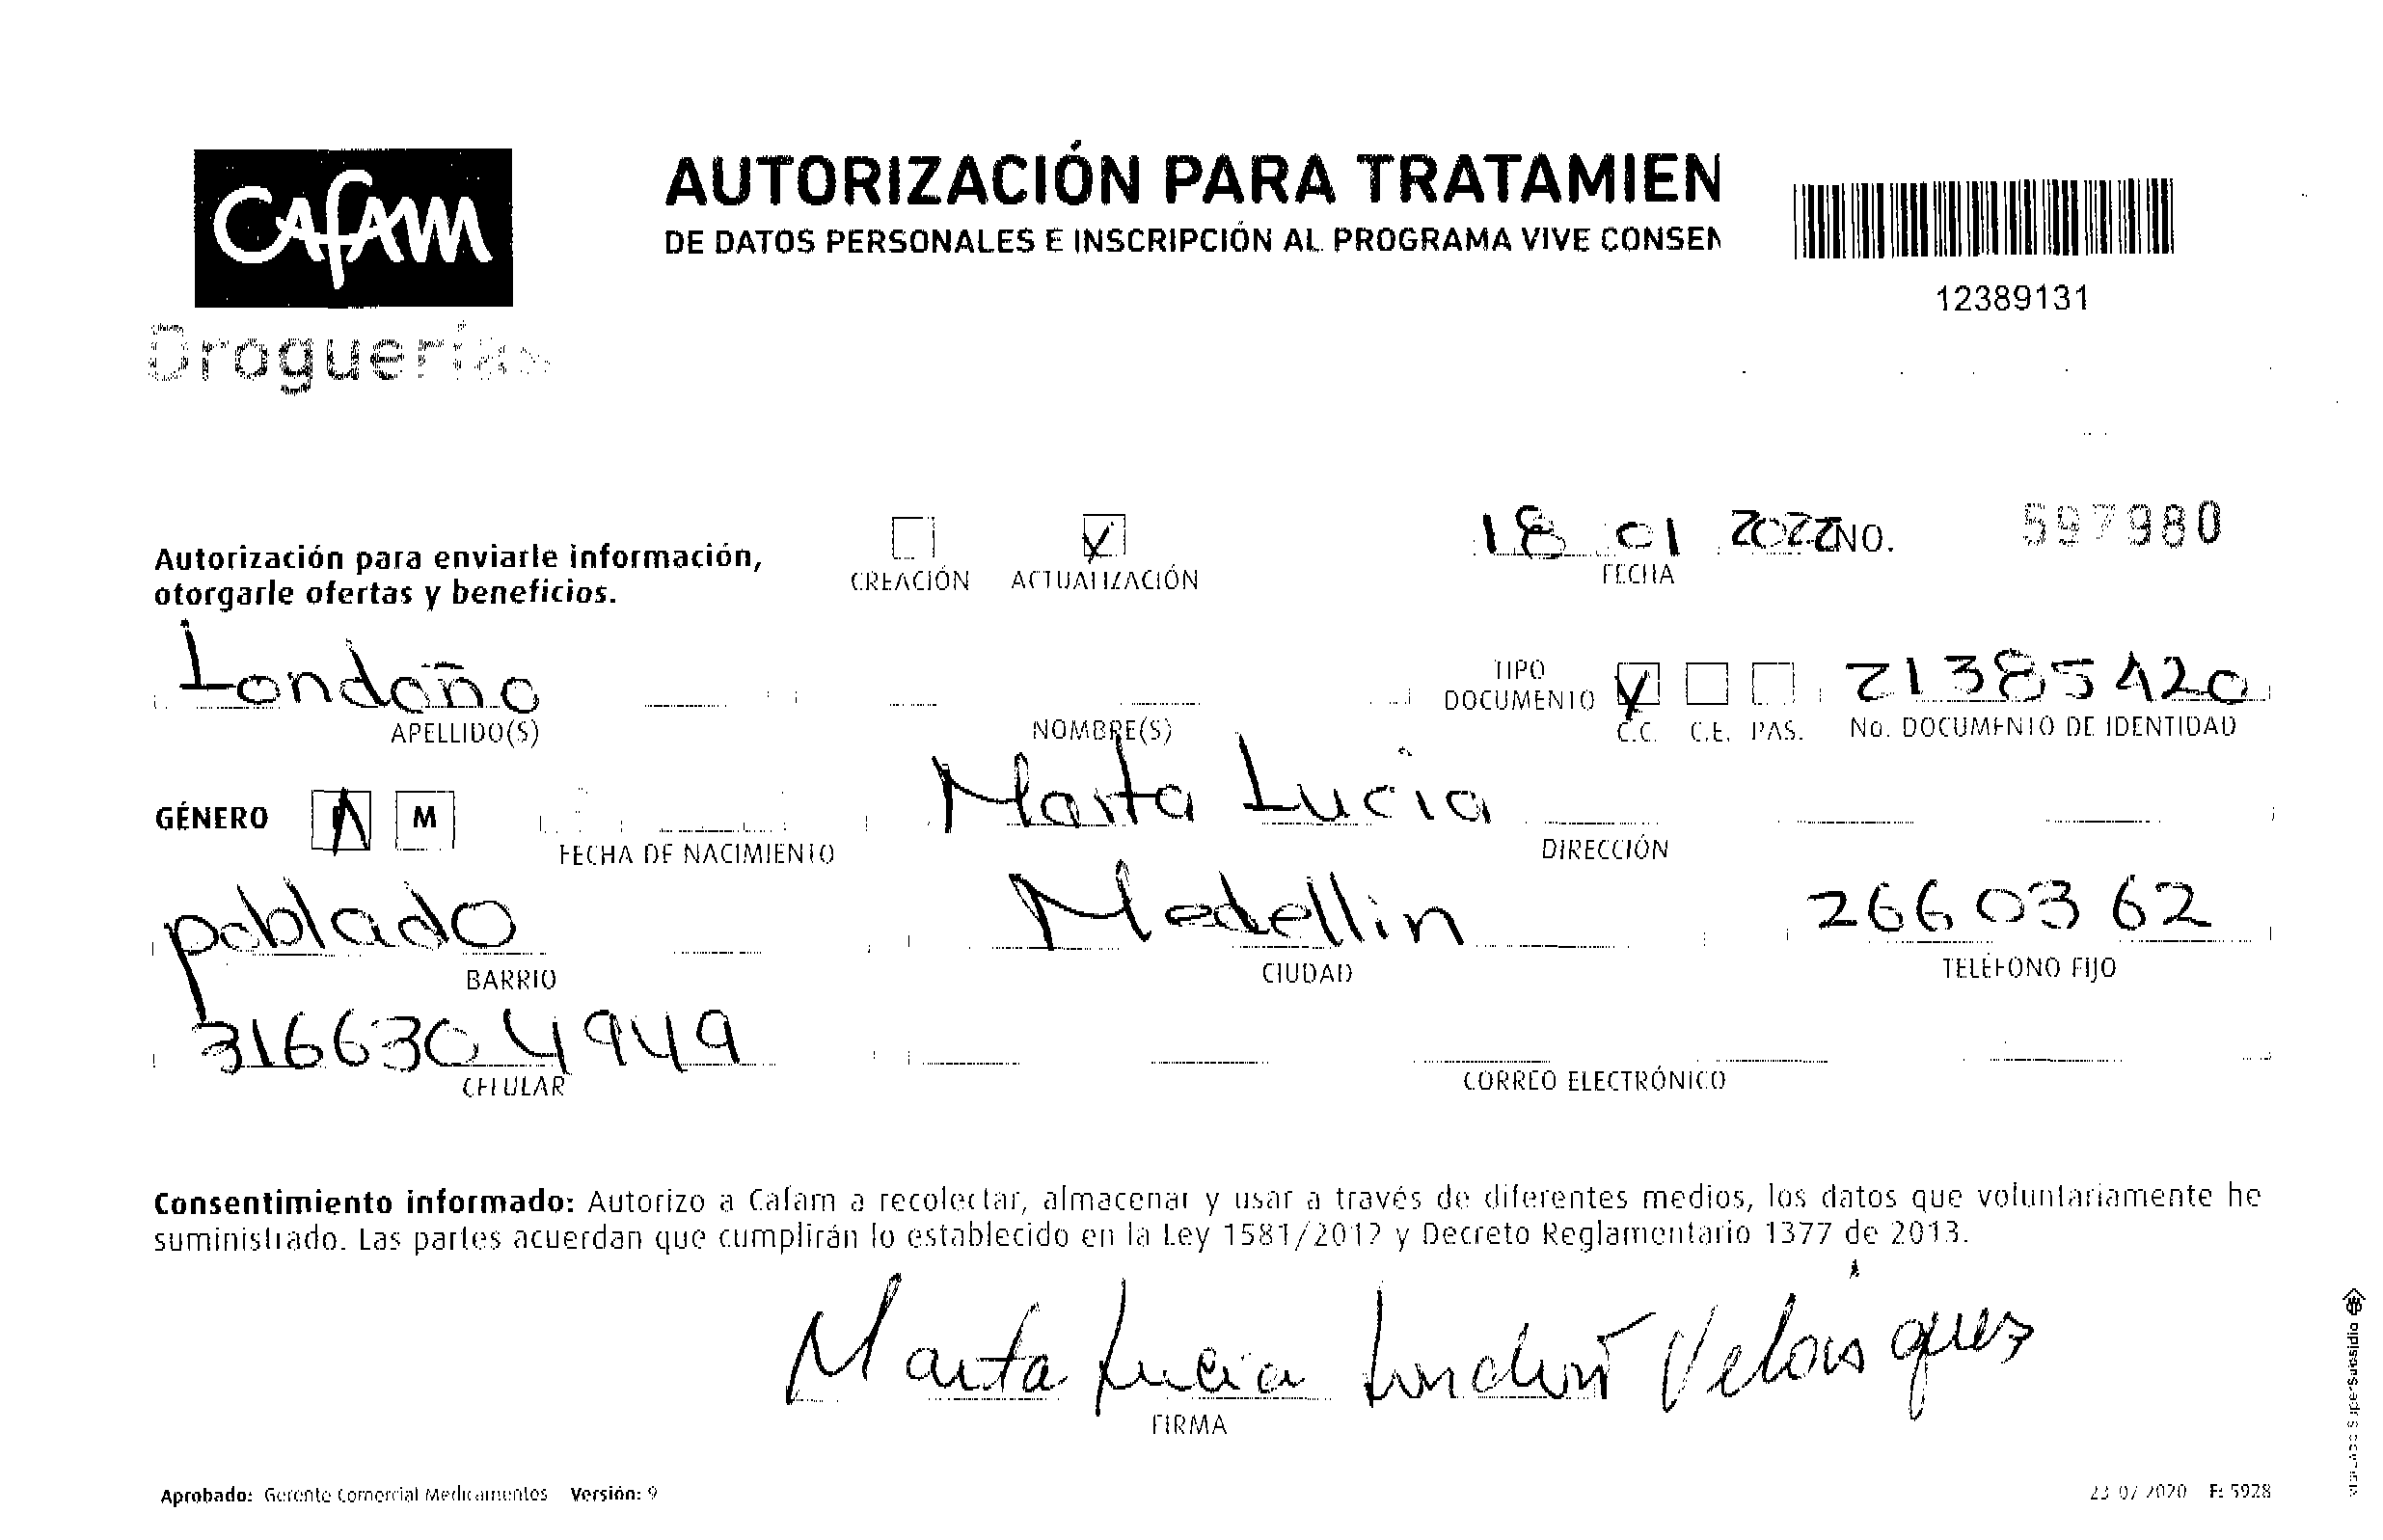 Cafam
Droguerías
AUTORIZACIÓN PARA TRATAMIEN
DE DATOS PERSONALES E INSCRIPCIÓN AL PROGRAMA VIVE CONSEN
12389131
Autorización para enviarle información,
otorgarle ofertas y beneficios.
CREACIÓN ACTUALIZACIÓN
18 01 2022 NO. 597980
FECHA
Londoño
APELLIDO(S) NOMBRE(S)
TIPO
DOCUMENTO
C.C. C.E. PAS.
21385420
No. DOCUMENTO DE IDENTIDAD
GÉNERO M
FECHA DE NACIMIENTO
Marta Lucia
DIRECCIÓN
poblado Medellin 2660362
BARRIO CIUDAD TELÉFONO FIJO
3166304949
CELULAR CORREO ELECTRÓNICO
Consentimiento informado: Autorizo a Cafam a recolectar, almacenar y usar a través de diferentes medios, los datos que voluntariamente he
suministrado. Las partes acuerdan que cumplirán lo establecido en la Ley 1581/2012 y Decreto Reglamentario 1377 de 2013.
Marta Lucia Londoño Velasquez
FIRMA
Aprobado: Gerente Comercial Medicamentos Versión: 9
23 07 2020 F: 5928
VIGILADO SuperSubsidio